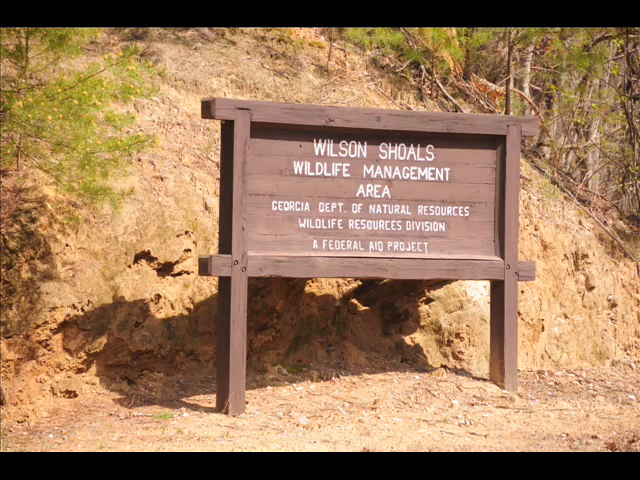 WILSON SHOALS
WILDLIFE MANAGEMENT
AREA
GEORGIA DEPT. OF NATURAL RESOURCES
WILDLIFE RESOURCES DIVISION
A FEDERAL AID PROJECT